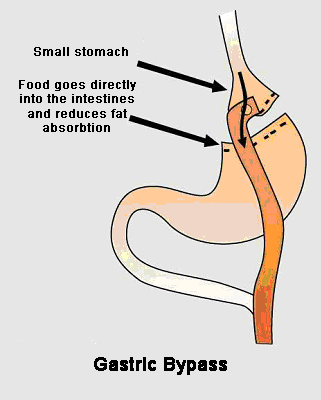 Small stomach
Food goes directly
into the intestines
and reduces fat
absorbtion
Gastric Bypass